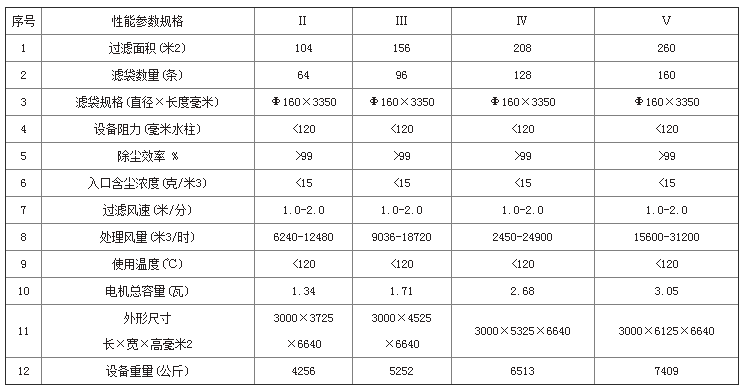 序号 性能参数规格 II III IV V
1 过滤面积(米2) 104 156 208 260
2 滤袋数量(条) 64 96 128 160
3 滤袋规格(直径×长度毫米) Φ160×3350 Φ160×3350 Φ160×3350 Φ160×3350
4 设备阻力(毫米水柱) <120 <120 <120 <120
5 除尘效率 % >99 >99 >99 >99
6 入口含尘浓度(克/米3) <15 <15 <15 <15
7 过滤风速(米/分) 1.0-2.0 1.0-2.0 1.0-2.0 1.0-2.0
8 处理风量(米3/时) 6240-12480 9036-18720 2450-24900 15600-31200
9 使用温度(℃) <120 <120 <120 <120
10 电机总容量(瓦) 1.34 1.71 2.68 3.05
11 外形尺寸 3000×3725 3000×4525 3000×5325×6640 3000×6125×6640
长×宽×高毫米2 ×6640 ×6640
12 设备重量(公斤) 4256 5252 6513 7409